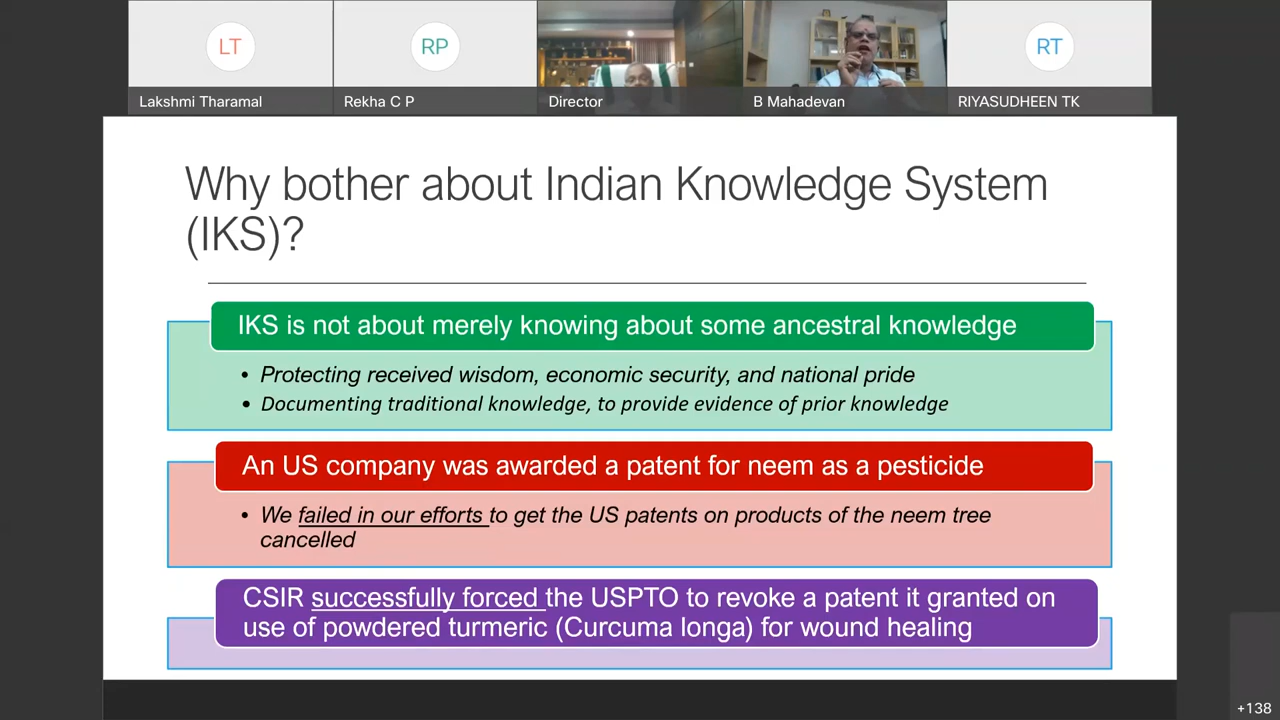 LT
RP
RT
Lakshmi Tharamal
Rekha C P
Director
B Mahadevan
RIYASUDHEEN TK
Why bother about Indian Knowledge System
(IKS)?
IKS is not about merely knowing about some ancestral knowledge
• Protecting received wisdom, economic security, and national pride
• Documenting traditional knowledge, to provide evidence of prior knowledge
An US company was awarded a patent for neem as a pesticide
• We failed in our efforts to get the US patents on products of the neem tree
cancelled
CSIR successfully forced the USPTO to revoke a patent it granted on
use of powdered turmeric (Curcuma longa) for wound healing
+138